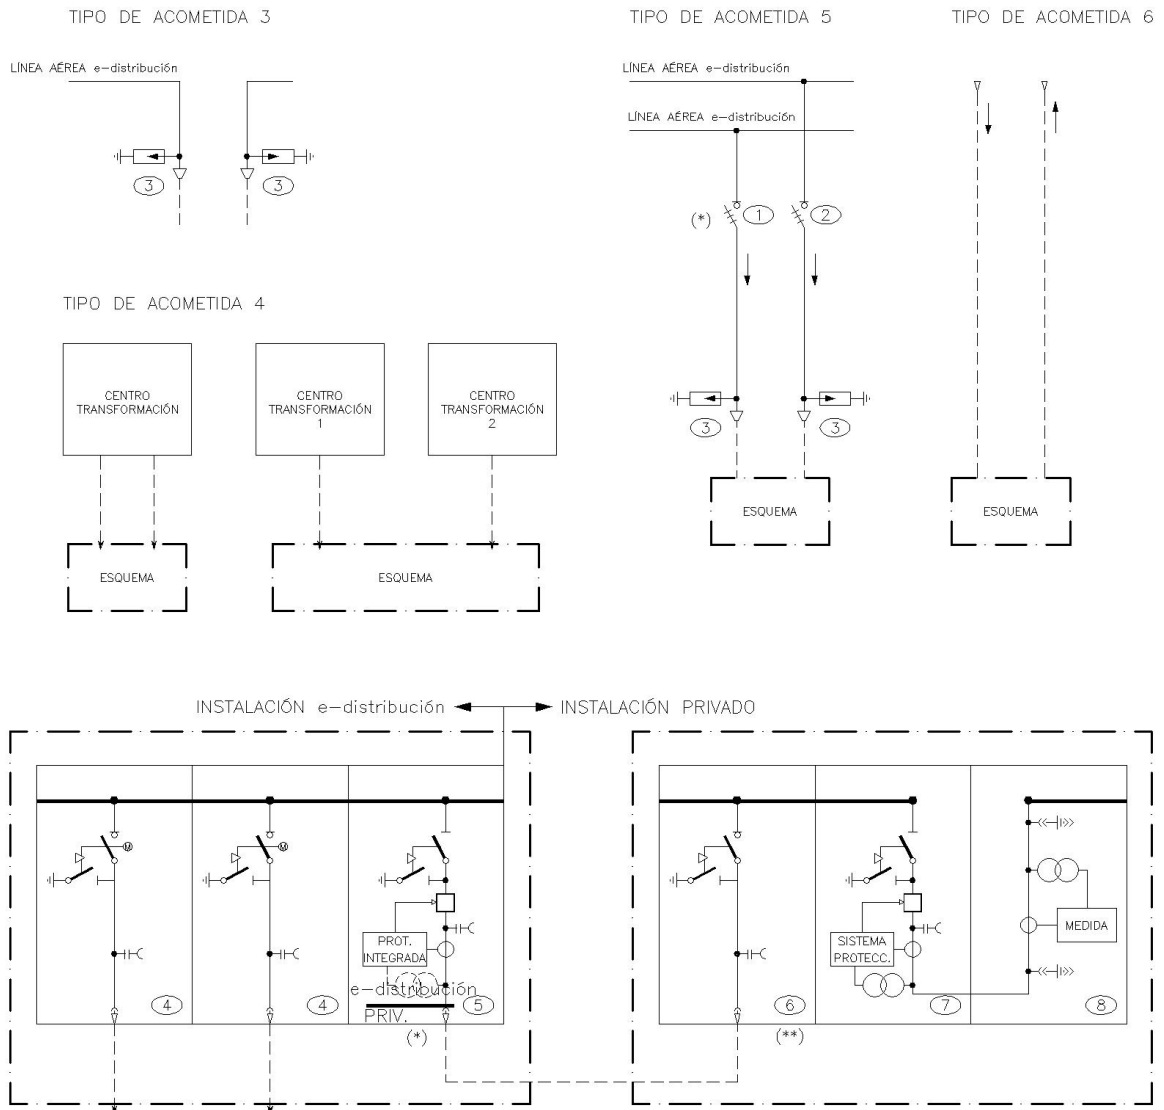 TIPO DE ACOMETIDA 3
TIPO DE ACOMETIDA 5
TIPO DE ACOMETIDA 6
LÍNEA AÉREA e-distribución
LÍNEA AÉREA e-distribución
LÍNEA AÉREA e-distribución
3
3
(*)
1
2
TIPO DE ACOMETIDA 4
CENTRO
TRANSFORMACIÓN
CENTRO
TRANSFORMACIÓN
1
CENTRO
TRANSFORMACIÓN
2
3
3
ESQUEMA
ESQUEMA
ESQUEMA
ESQUEMA
INSTALACIÓN e-distribución
INSTALACIÓN PRIVADO
M
M
PROT.
INTEGRADA
SISTEMA
PROTECC.
MEDIDA
e-distribución
PRIV.
4
4
5
6
7
8
(*)
(**)